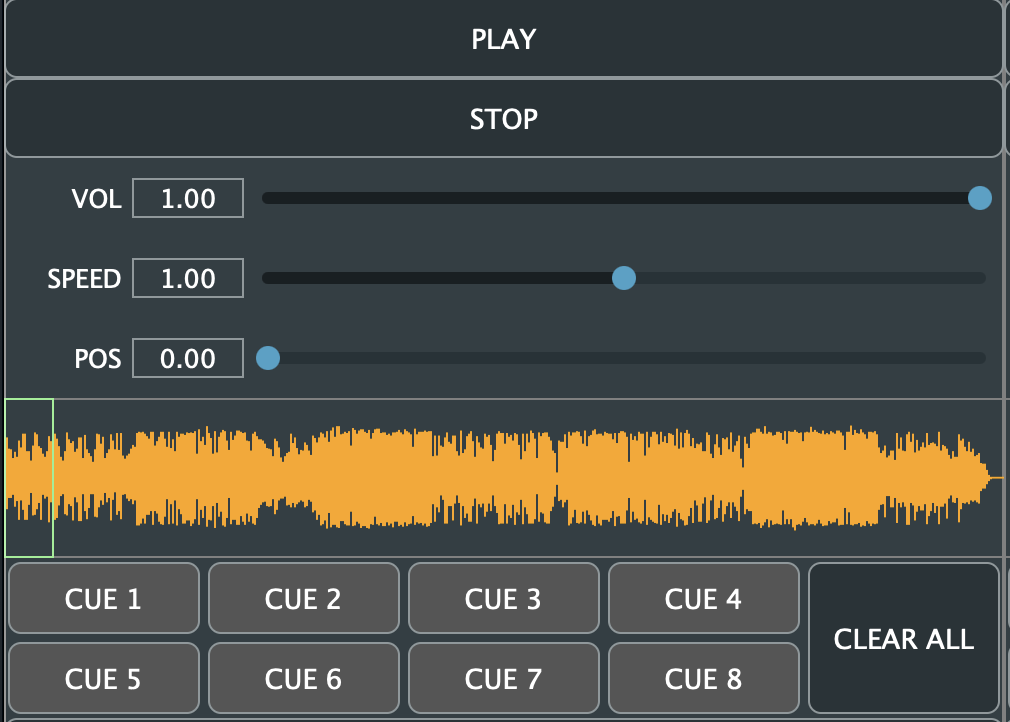 PLAY
STOP
VOL 1.00
SPEED 1.00
POS 0.00
CUE 1 CUE 2 CUE 3 CUE 4
CLEAR ALL
CUE 5 CUE 6 CUE 7 CUE 8